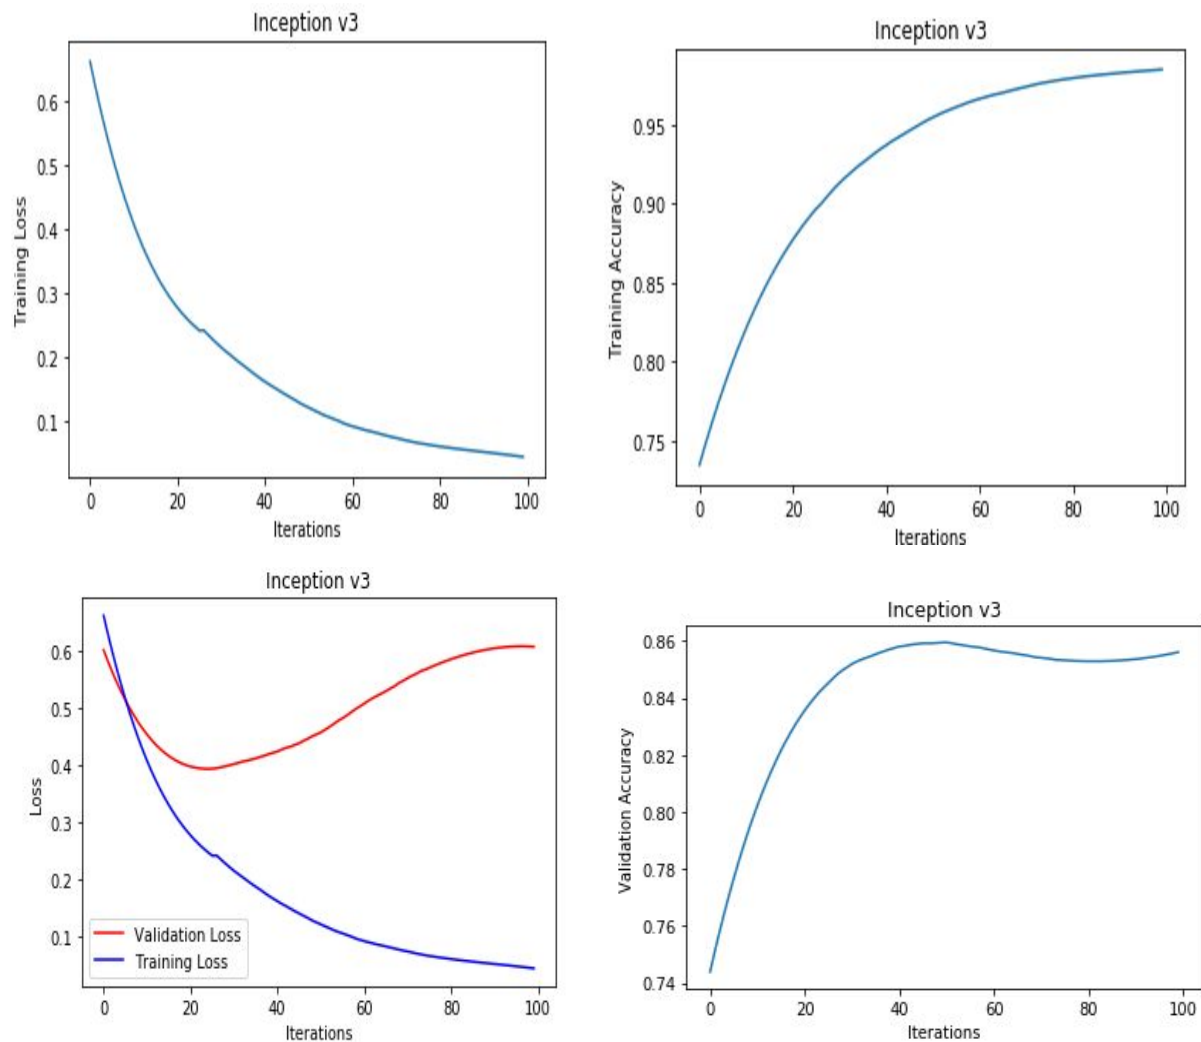 Inception v3
Training Loss
0.6
0.5
0.4
0.3
0.2
0.1
0 20 40 60 80 100
Iterations
Inception v3
Training Accuracy
0.95
0.90
0.85
0.80
0.75
0 20 40 60 80 100
Iterations
Inception v3
Loss
0.6
0.5
0.4
0.3
0.2
0.1
Validation Loss
Training Loss
0 20 40 60 80 100
Iterations
Inception v3
Validation Accuracy
0.86
0.84
0.82
0.80
0.78
0.76
0.74
0 20 40 60 80 100
Iterations